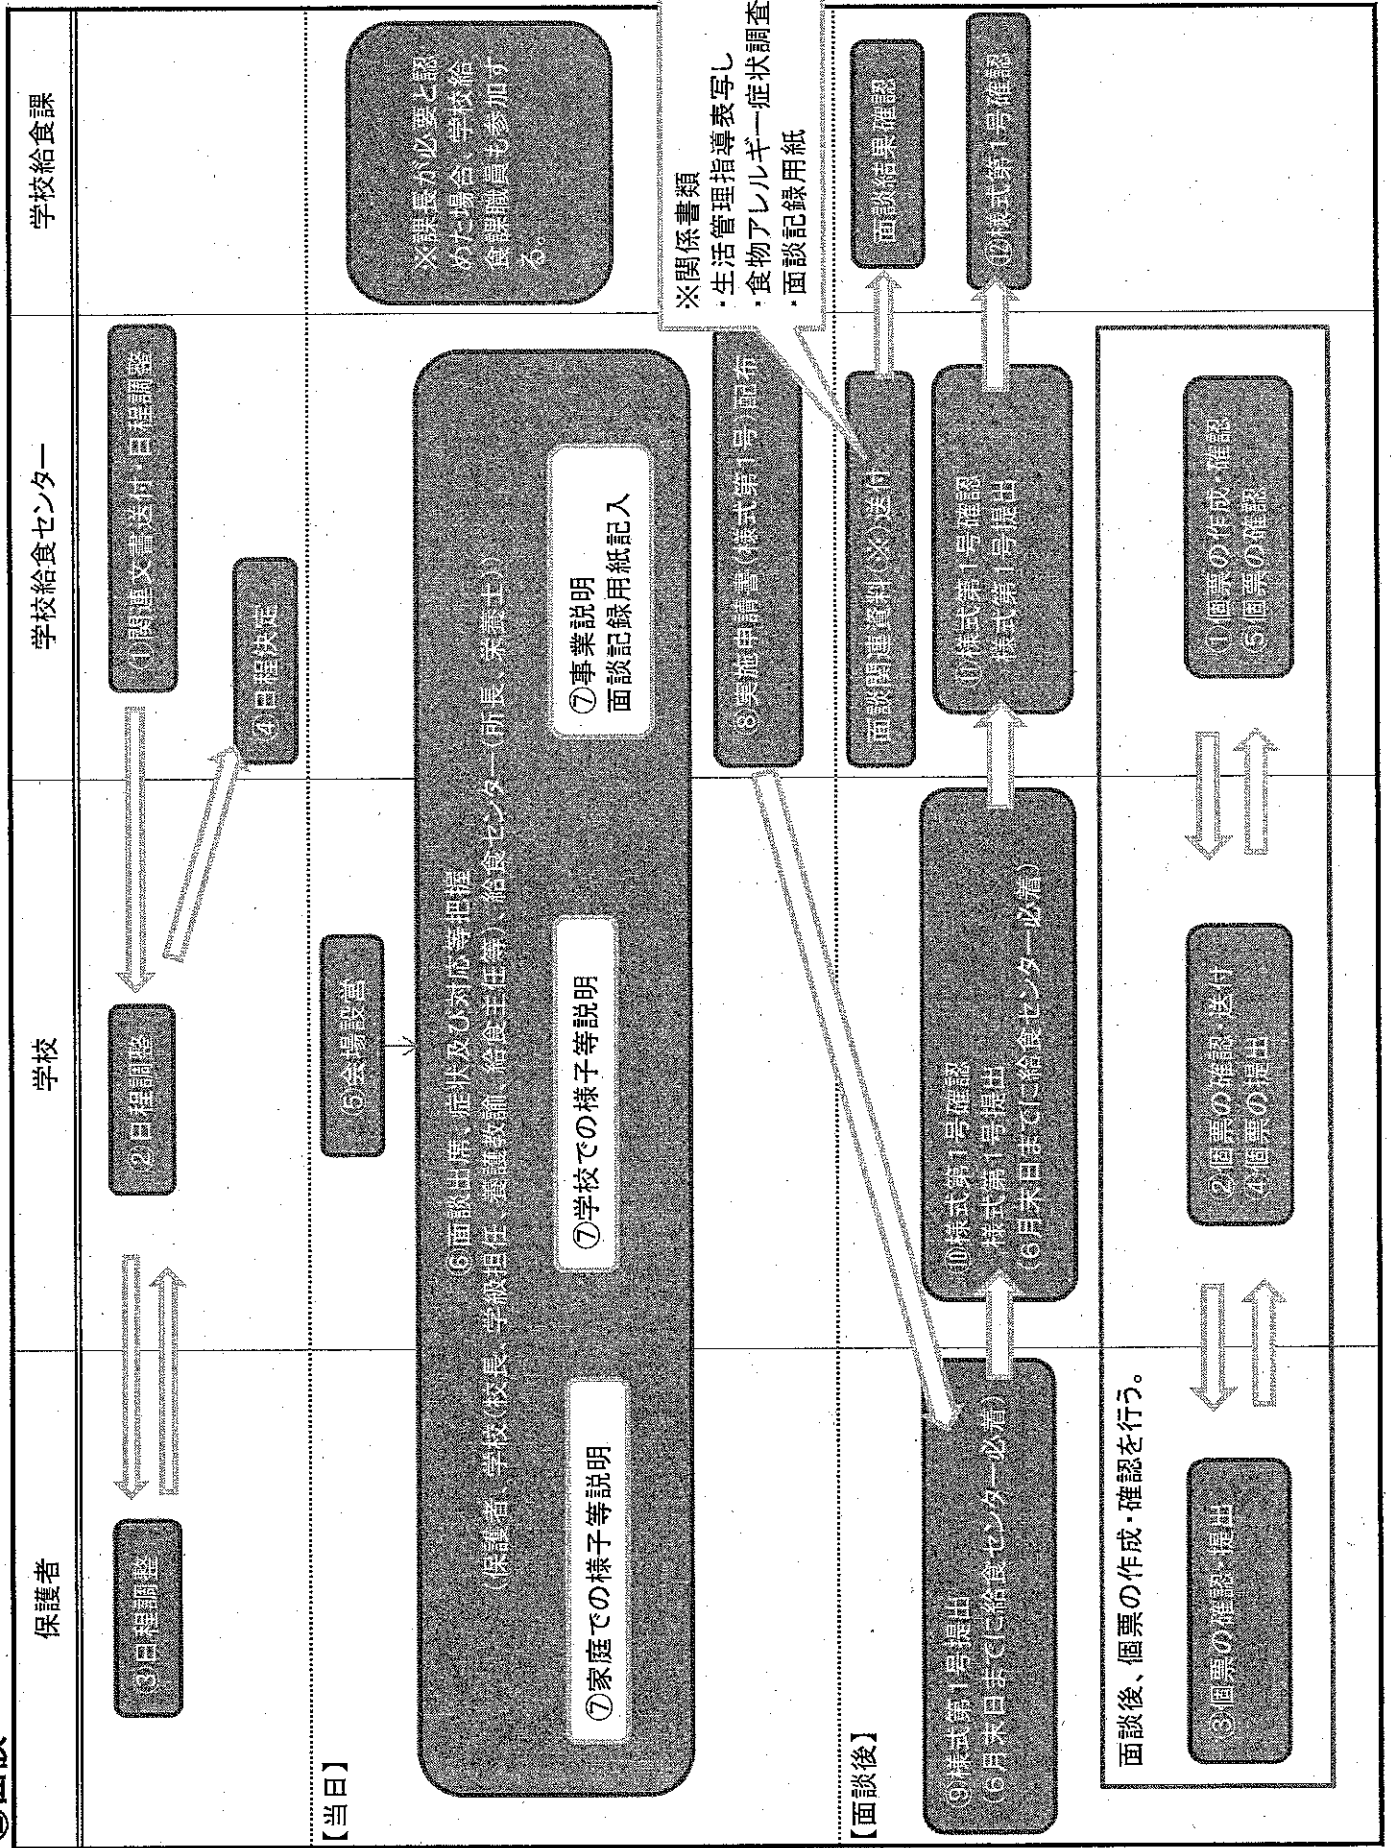 面談
保護者
学校
学校給食センター
学校給食課
①関連文書送付・日程調整
②日程調整
③日程調整
④日程決定
【当日】
⑤会場設営
⑥面談出席、症状及び対応等把握
(保護者、学校(校長、学級担任、養護教諭、給食主任等)、給食センター(所長、栄養士))
⑦家庭での様子等説明
⑦学校での様子等説明
⑦事業説明
面談記録用紙記入
※課長が必要と認
めた場合、学校給
食課職員も参加す
る。
⑧実施申請書(様式第1号)配布
※関係書類
・生活管理指導表写し
・食物アレルギー症状調査
・面談記録用紙
【面談後】
面談関連資料(※)送付
面談結果確認
⑨様式第1号提出
(6月末日までに給食センター必着)
⑩様式第1号確認
様式第1号提出
(6月末日までに給食センター必着)
⑪様式第1号確認
様式第1号提出
⑫様式第1号確認
面談後、個票の作成・確認を行う。
③個票の確認・提出
②個票の確認・送付
④個票の提出
①個票の作成・確認
⑤個票の確認